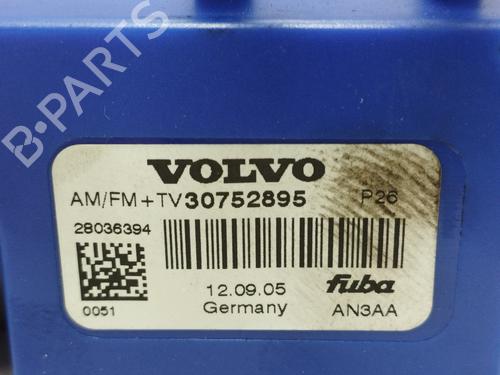 B-PARTS
VOLVO
AM/FM+TV30752895 P26
28036394
0051
12.09.05
Germany
fuba
AN3AA